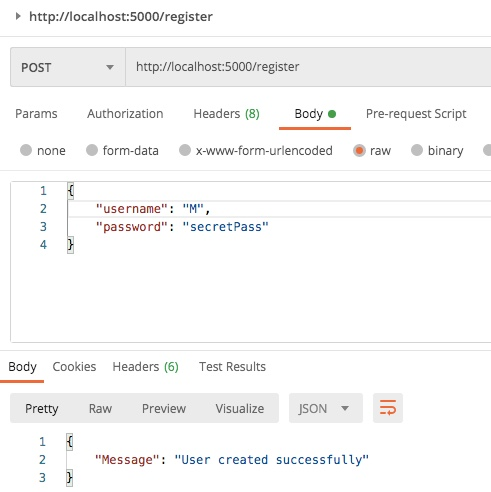 http://localhost:5000/register
POST http://localhost:5000/register
Params Authorization Headers (8) Body Pre-request Script
none form-data x-www-form-urlencoded raw binary
1 {
2 "username": "M",
3 "password": "secretPass"
4 }
Body Cookies Headers (6) Test Results
Pretty Raw Preview Visualize JSON
1 {
2 "Message": "User created successfully"
3 }